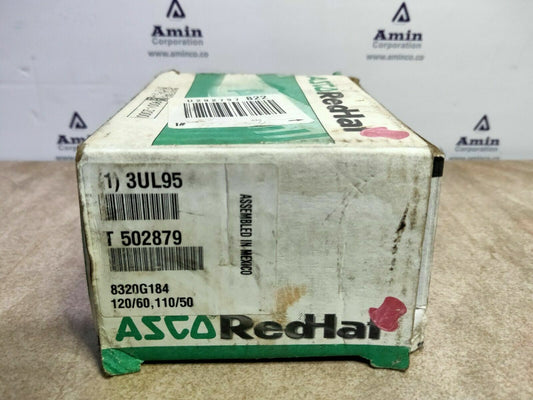 Amin
Corporation
www.aminco.co
Amin
Corporation
www.aminco.co
Amin
Corporation
Amin
Corporation
822
ASCO RedHat
1) 3UL95
T 502879
ASSEMBLED IN MEXICO
8320G184
120/60,110/50
ASCO RedHat